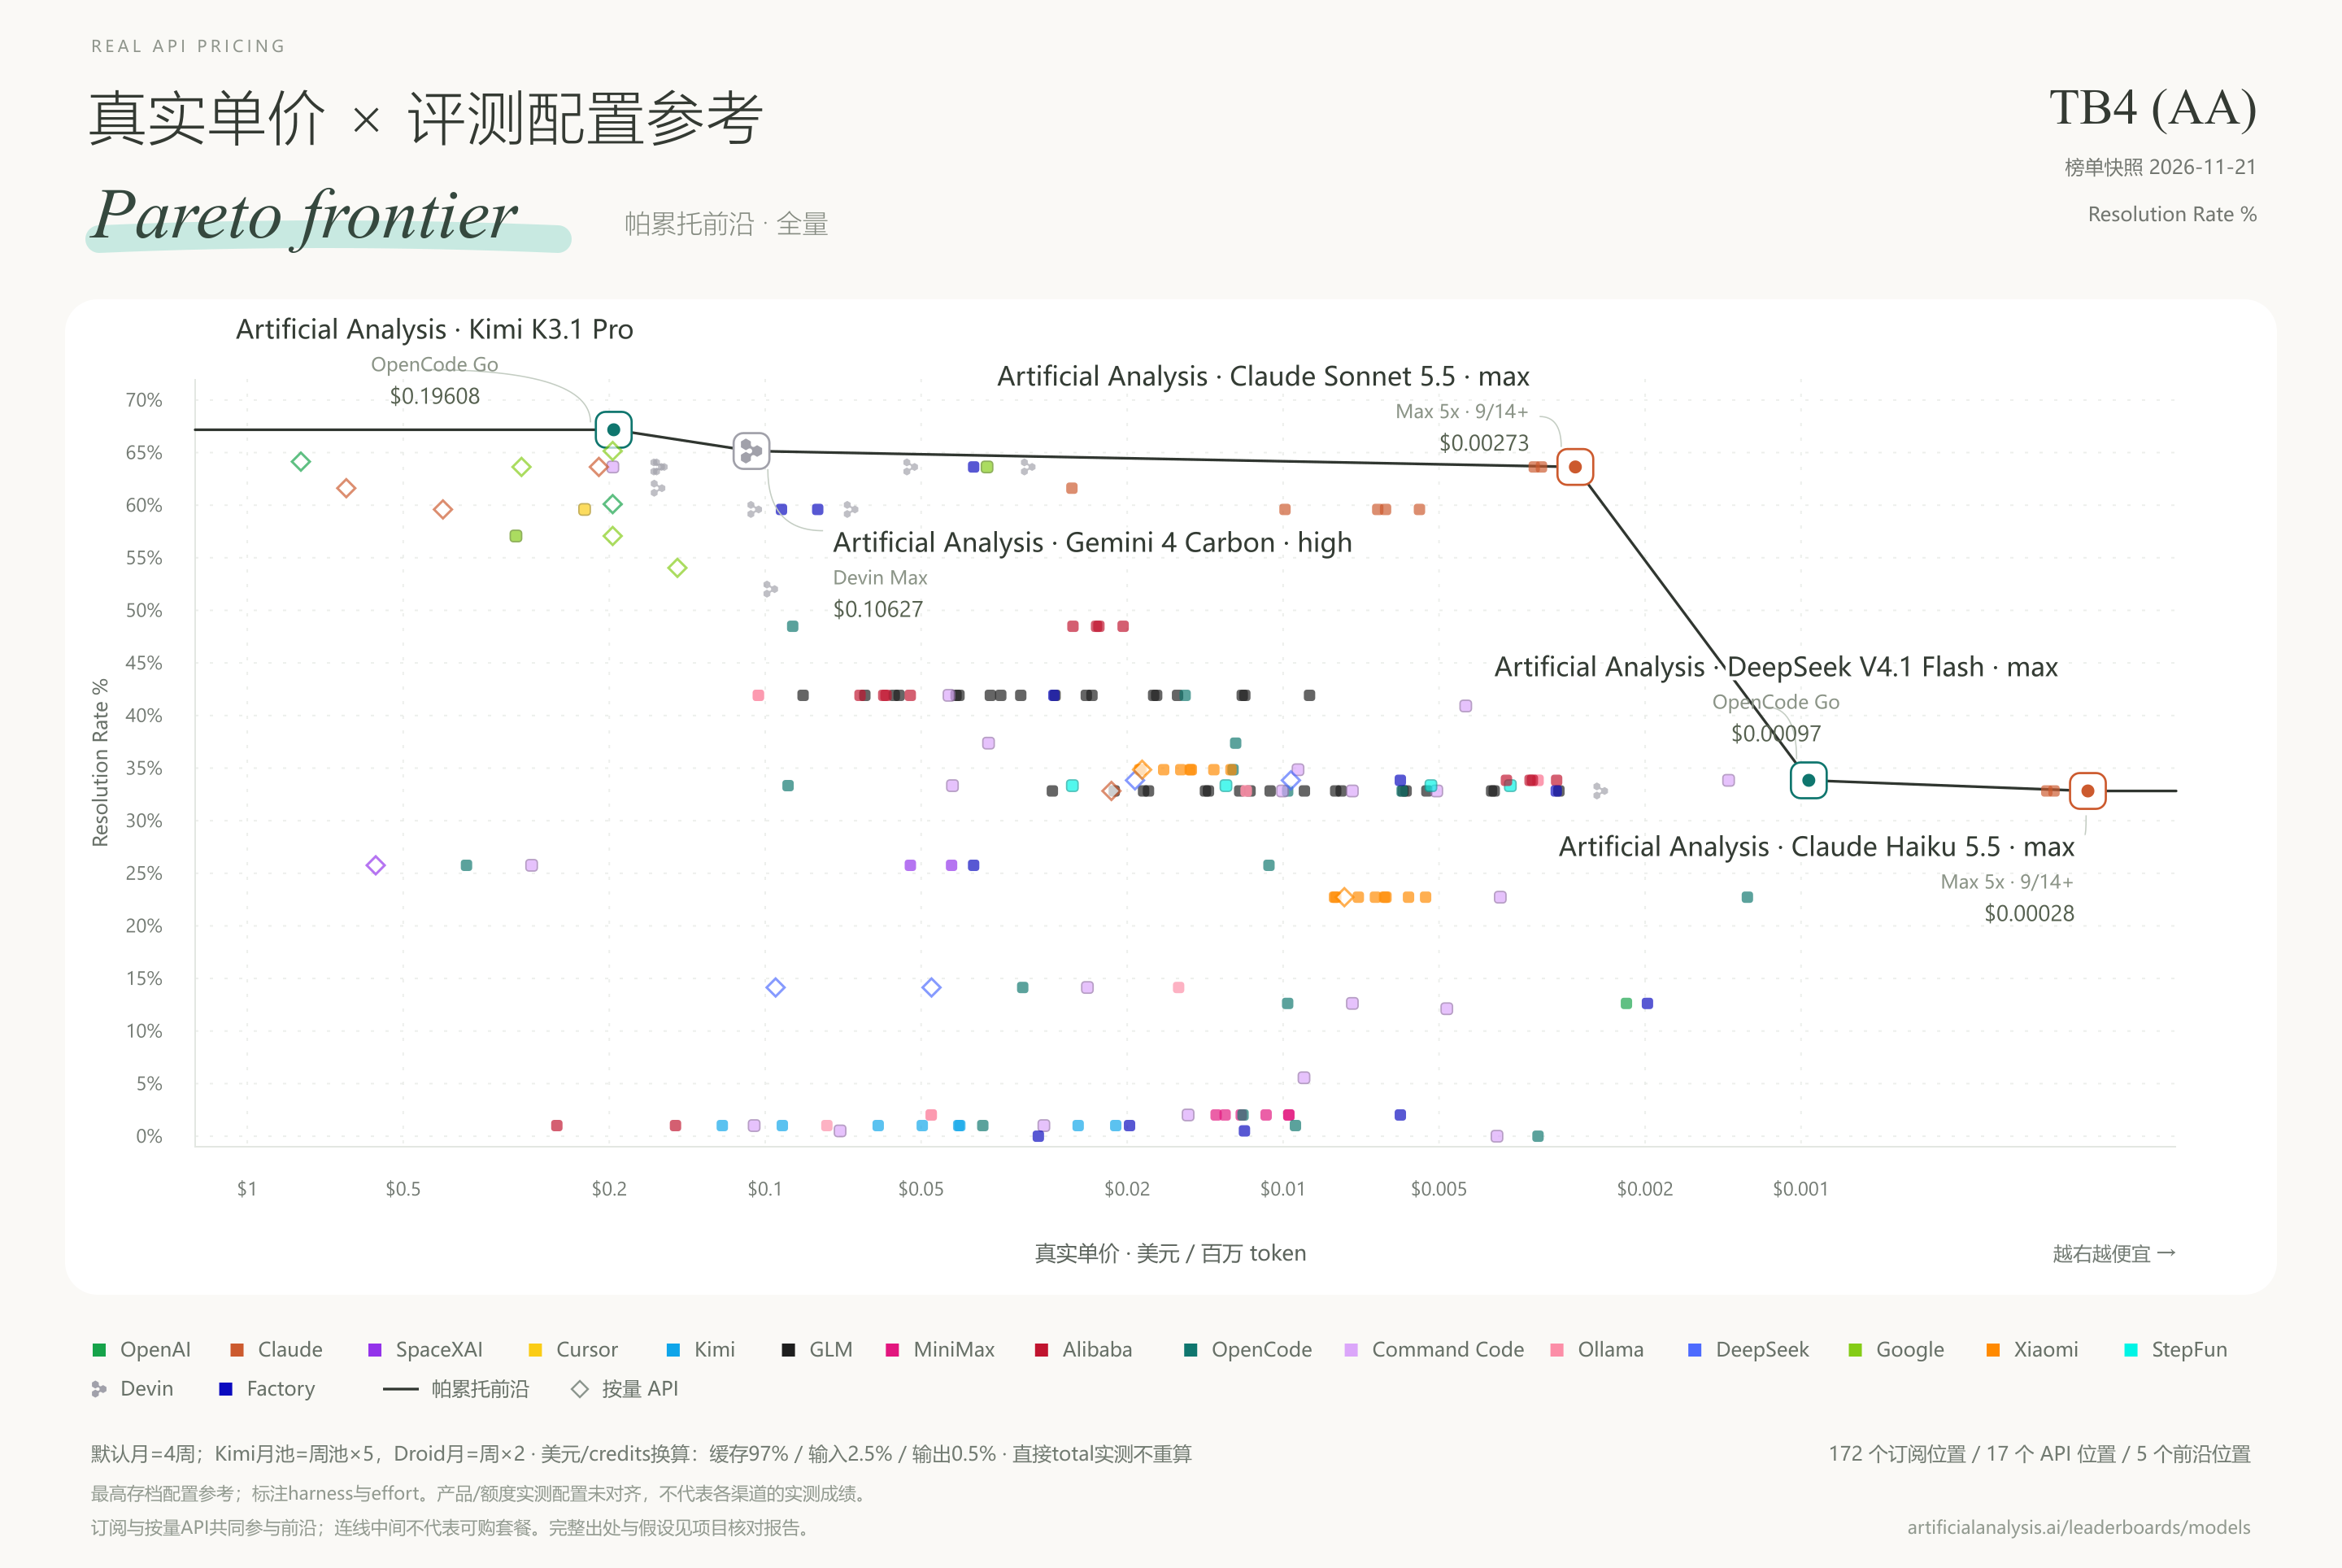 REAL API PRICING
真实单价 × 评测配置参考
Pareto frontier
帕累托前沿 · 全量
TB4 (AA)
榜单快照 2026-11-21
Resolution Rate %
Artificial Analysis · Kimi K3.1 Pro
OpenCode Go
$0.19608
Artificial Analysis · Claude Sonnet 5.5 · max
Max 5x · 9/14+
$0.00273
Artificial Analysis · Gemini 4 Carbon · high
Devin Max
$0.10627
Artificial Analysis · DeepSeek V4.1 Flash · max
OpenCode Go
$0.00097
Artificial Analysis · Claude Haiku 5.5 · max
Max 5x · 9/14+
$0.00028
Resolution Rate %
70%
65%
60%
55%
50%
45%
40%
35%
30%
25%
20%
15%
10%
5%
0%
$1 $0.5 $0.2 $0.1 $0.05 $0.02 $0.01 $0.005 $0.002 $0.001
真实单价 · 美元 / 百万 token
越右越便宜 →
OpenAI Claude SpaceXAI Cursor Kimi GLM MiniMax Alibaba OpenCode Command Code Ollama DeepSeek Google Xiaomi StepFun
Devin Factory 帕累托前沿 按量 API
默认月=4周；Kimi月池=周池×5，Droid月=周×2 · 美元/credits换算：缓存97% / 输入2.5% / 输出0.5% · 直接total实测不重算
172 个订阅位置 / 17 个 API 位置 / 5 个前沿位置
最高存档配置参考；标注harness与effort。产品/额度实测配置未对齐，不代表各渠道的实测成绩。
订阅与按量API共同参与前沿；连线中间不代表可购套餐。完整出处与假设见项目核对报告。
artificialanalysis.ai/leaderboards/models